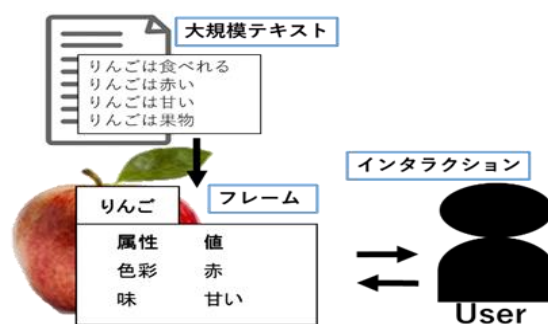 大規模テキスト
りんごは食べれる
りんごは赤い
りんごは甘い
りんごは果物
りんご
フレーム
属性 値
色彩 赤
味 甘い
インタラクション
User